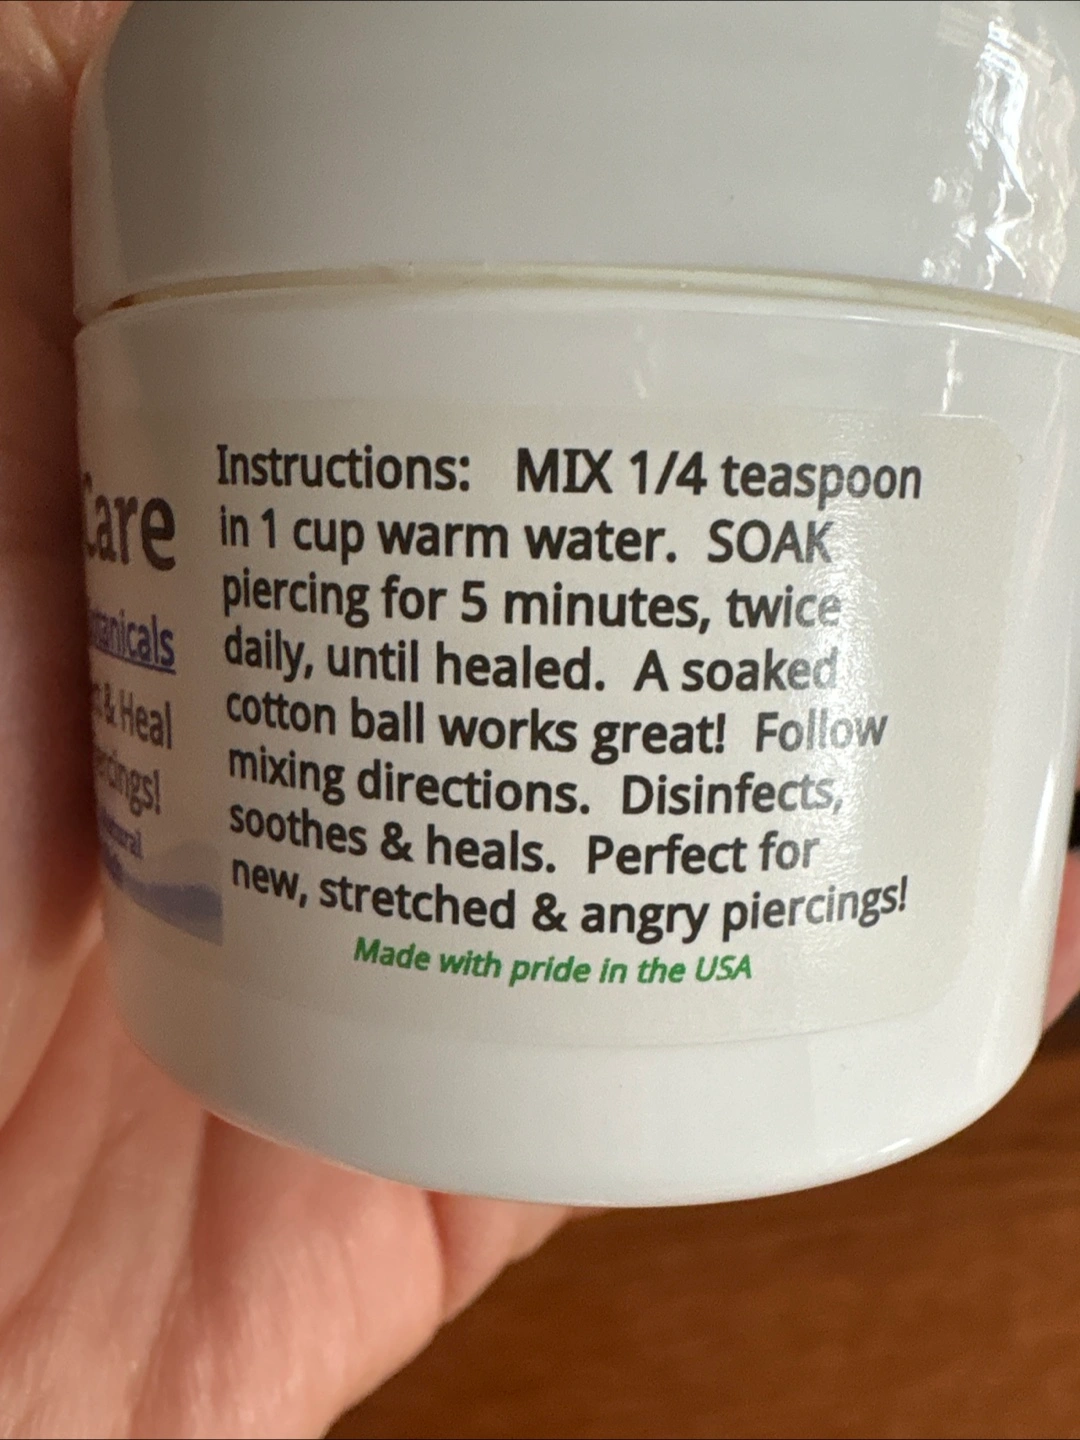 Care
& Heal
Instructions: MIX 1/4 teaspoon
in 1 cup warm water. SOAK
piercing for 5 minutes, twice
daily, until healed. A soaked
cotton ball works great! Follow
mixing directions. Disinfects,
soothes & heals. Perfect for
new, stretched & angry piercings!
Made with pride in the USA